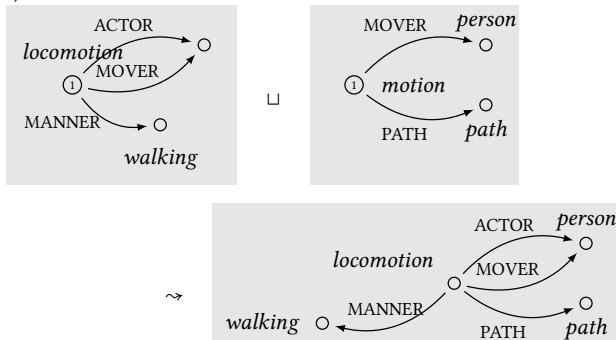 ACTOR
locomotion
MOVER
1
MANNER
walking
⊔
MOVER
person
1
motion
PATH
path
⤳
ACTOR
person
locomotion
MOVER
MANNER
walking
PATH
path